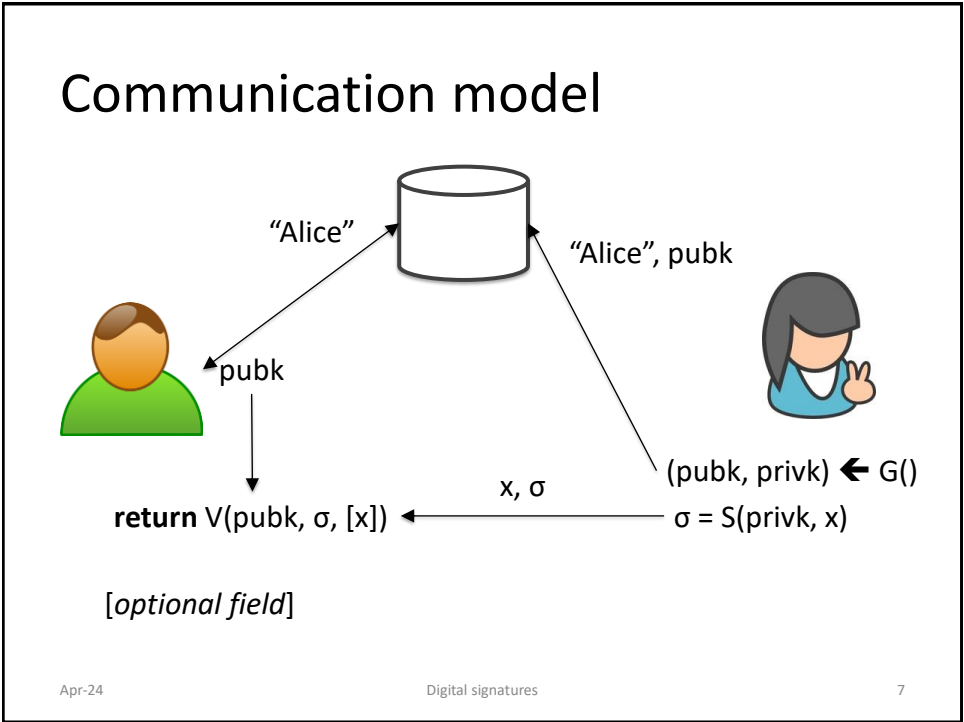 Communication model
“Alice”
“Alice”, pubk
pubk
(pubk, privk) 🡸 G()
x, σ
return V(pubk, σ, [x])
σ = S(privk, x)
[optional field]
Apr-24
Digital signatures
7